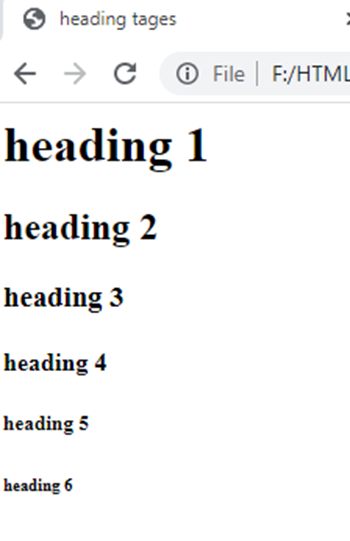 heading tages
File | F:/HTML
heading 1
heading 2
heading 3
heading 4
heading 5
heading 6